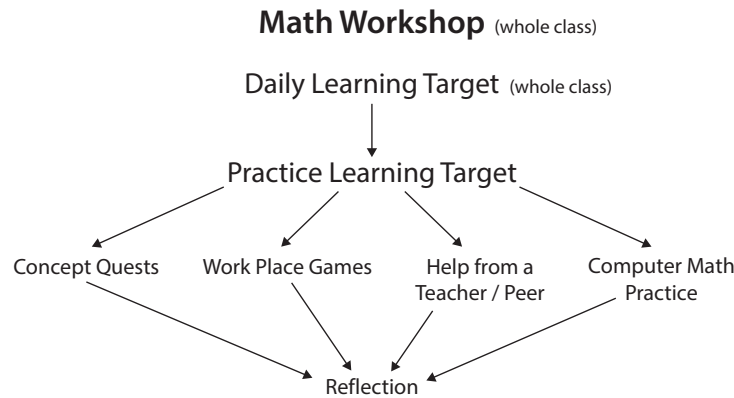 Math Workshop (whole class)
Daily Learning Target (whole class)
Practice Learning Target
Concept Quests
Work Place Games
Help from a
Teacher / Peer
Computer Math
Practice
Reflection